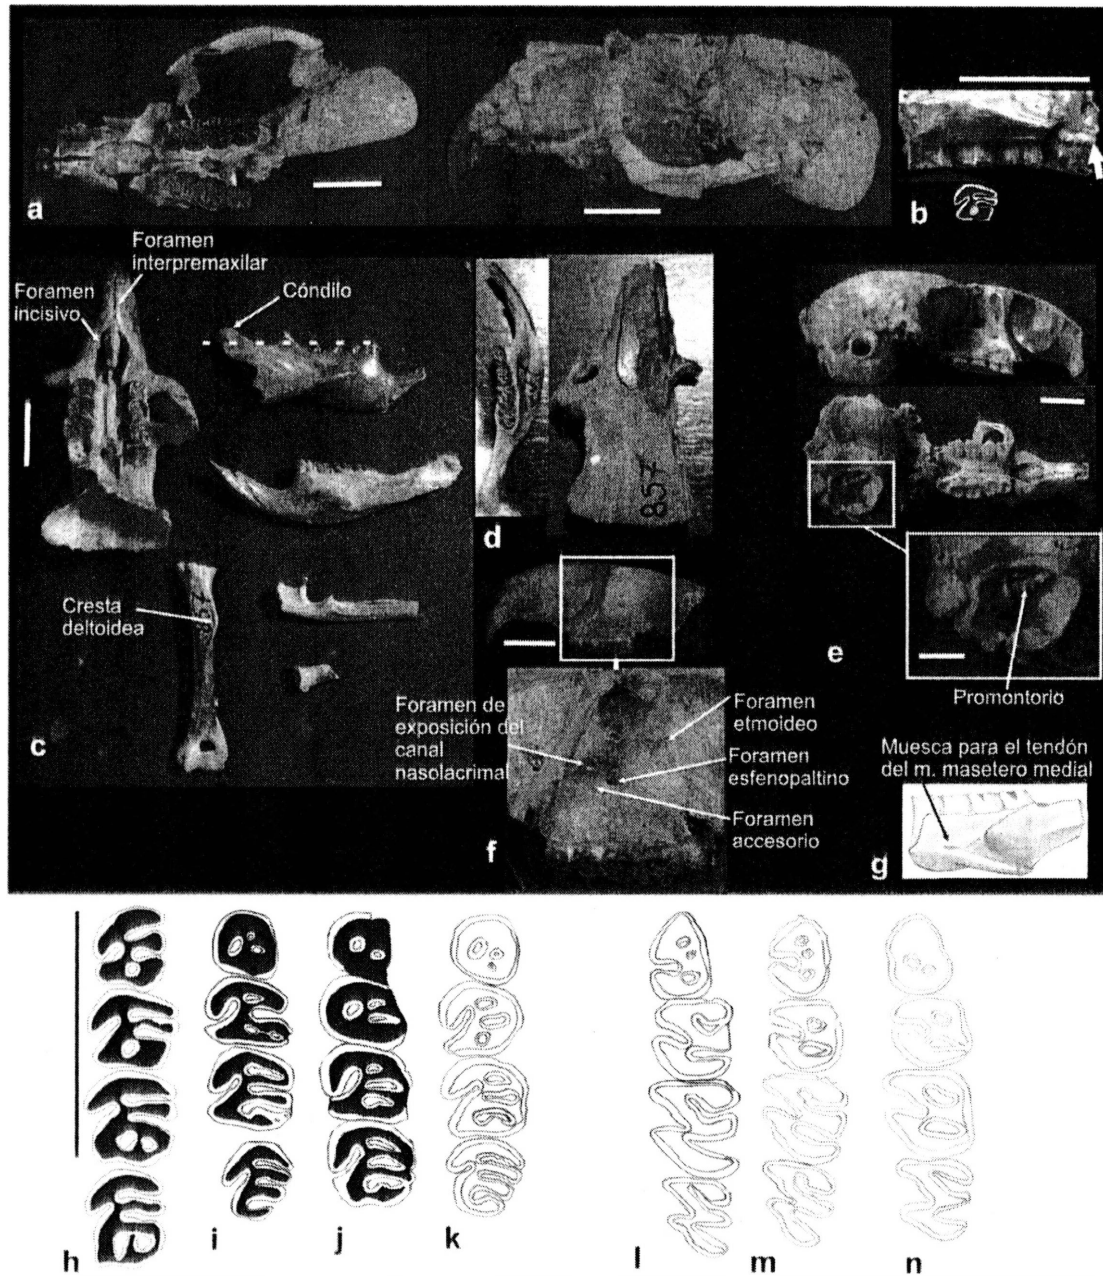 a
b
Foramen
interpremaxilar
Foramen
incisivo
Cóndilo
Cresta
deltoidea
c
857
d
e
Promontorio
Foramen de
exposición del
canal
nasolacrimal
Foramen
etmoideo
Foramen
esfenopaltino
Foramen
accesorio
f
Muesca para el tendón
del m. masetero medial
g
h
i
j
k
l
m
n